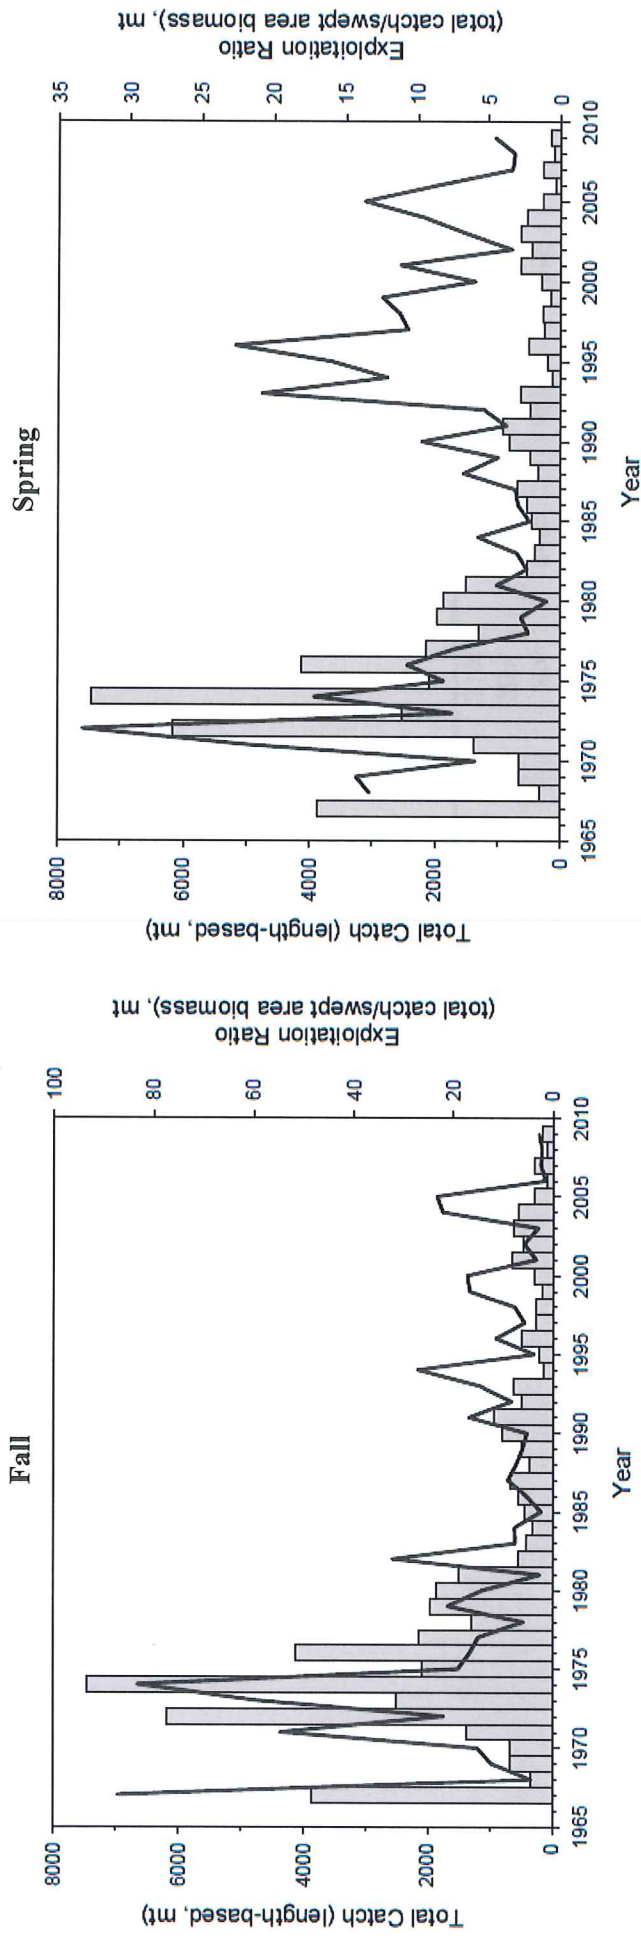 Fall
Total Catch (length-based, mt)
8000
6000
4000
2000
0
100
80
60
40
20
0
Exploitation Ratio
(total catch/swept area biomass), mt
1965 1970 1975 1980 1985 1990 1995 2000 2005 2010
Year
Spring
Total Catch (length-based, mt)
8000
6000
4000
2000
0
35
30
25
20
15
10
5
0
Exploitation Ratio
(total catch/swept area biomass), mt
1965 1970 1975 1980 1985 1990 1995 2000 2005 2010
Year